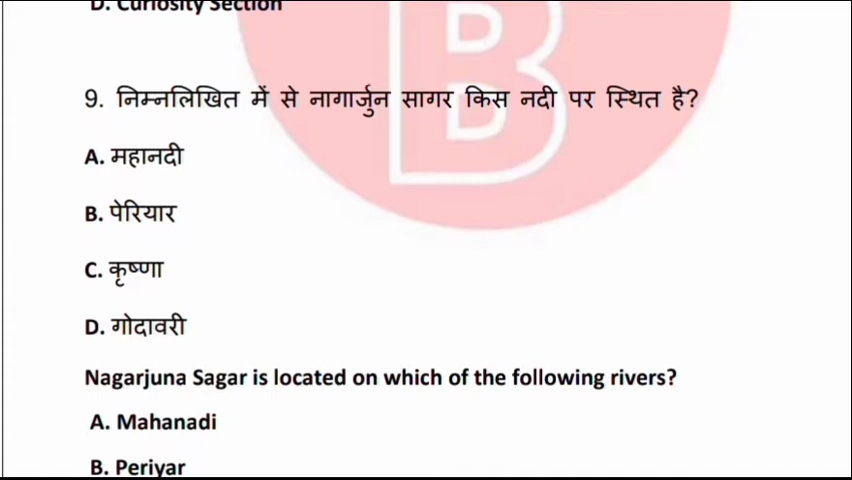 D. Curiosity Section
9. निम्नलिखित में से नागार्जुन सागर किस नदी पर स्थित है?
A. महानदी
B. पेरियार
C. कृष्णा
D. गोदावरी
Nagarjuna Sagar is located on which of the following rivers?
A. Mahanadi
B. Periyar